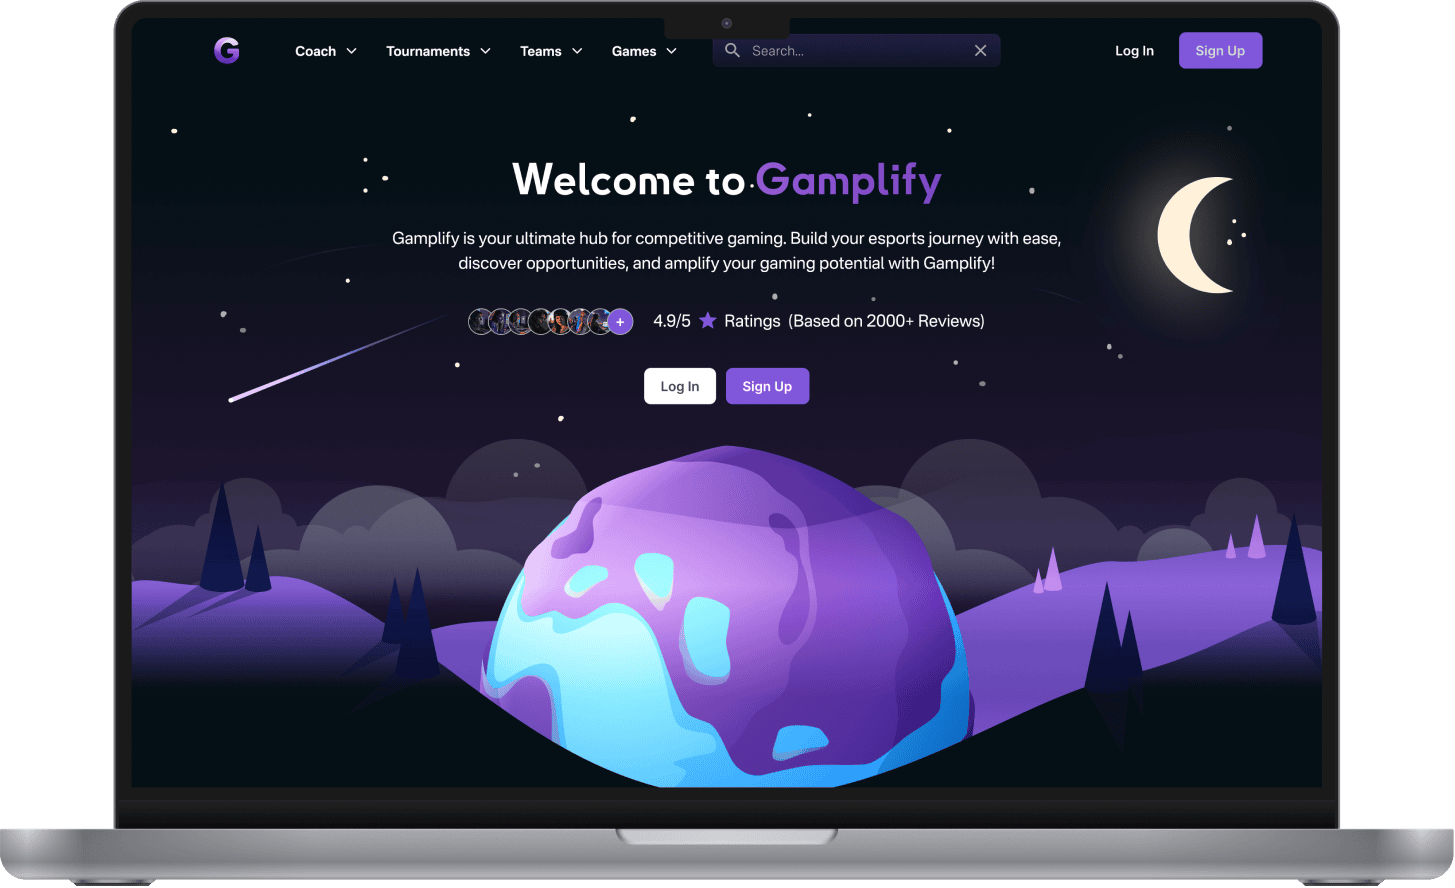 G
Coach
Tournaments
Teams
Games
Search...
Log In
Sign Up
Welcome to Gamplify
Gamplify is your ultimate hub for competitive gaming. Build your esports journey with ease,
discover opportunities, and amplify your gaming potential with Gamplify!
+
4.9/5 ★ Ratings (Based on 2000+ Reviews)
Log In
Sign Up